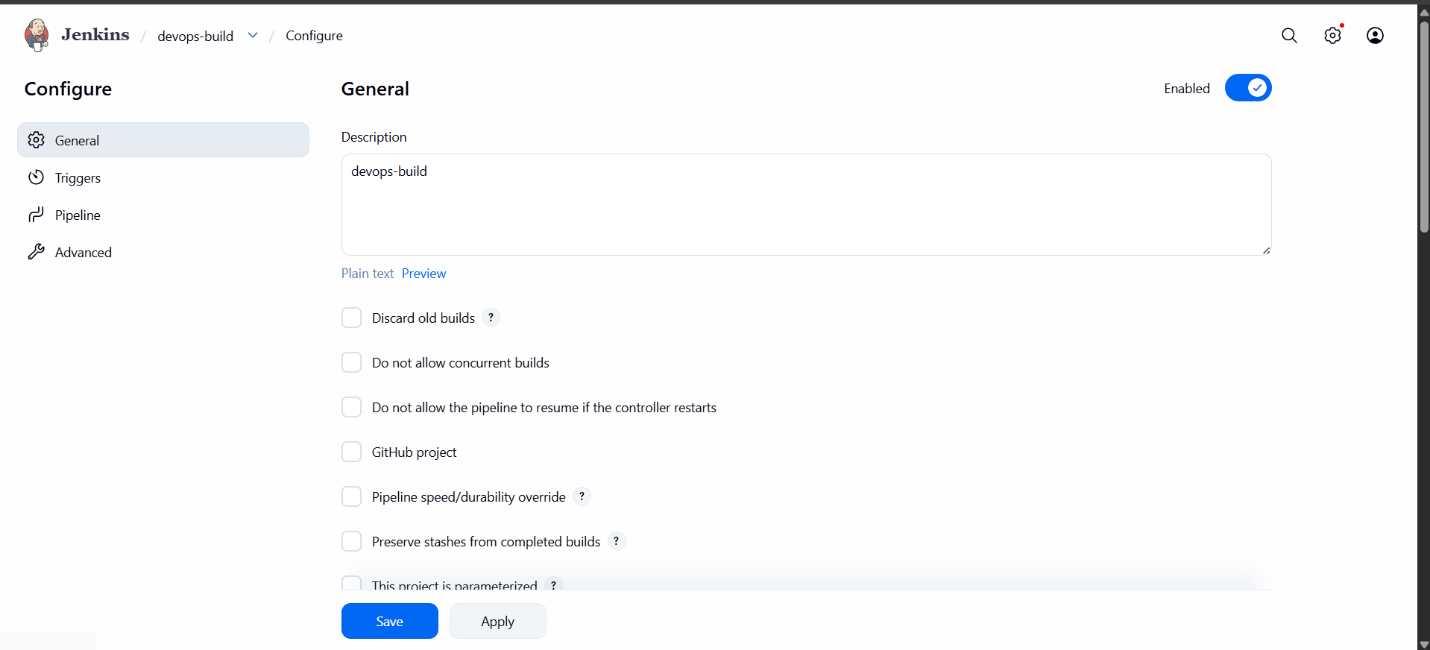 Jenkins / devops-build / Configure
Configure
General
Triggers
Pipeline
Advanced
General
Enabled
Description
devops-build
Plain text Preview
Discard old builds ?
Do not allow concurrent builds
Do not allow the pipeline to resume if the controller restarts
GitHub project
Pipeline speed/durability override ?
Preserve stashes from completed builds ?
This project is parameterized ?
Save Apply